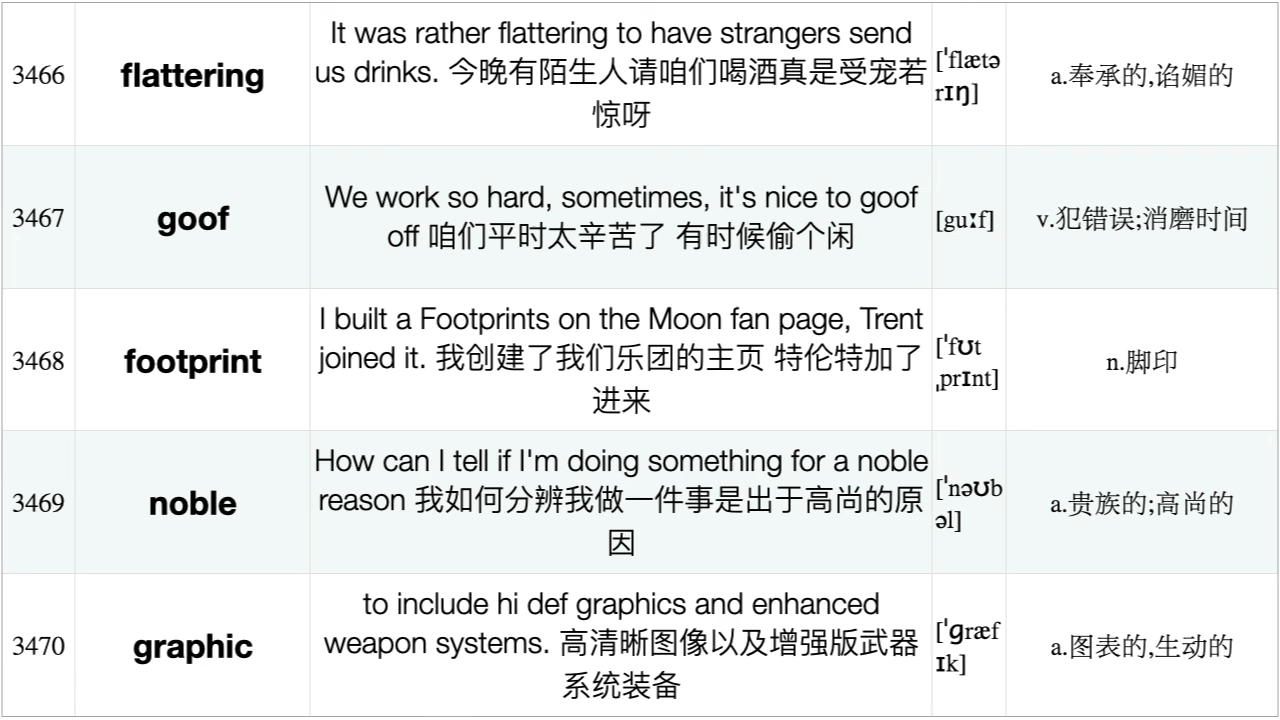 3466
flattering
It was rather flattering to have strangers send
us drinks. 今晚有陌生人请咱们喝酒真是受宠若
惊呀
[ˈflætə
rɪŋ]
a.奉承的,谄媚的
3467
goof
We work so hard, sometimes, it's nice to goof
off 咱们平时太辛苦了 有时候偷个闲
[guːf]
v.犯错误;消磨时间
3468
footprint
I built a Footprints on the Moon fan page, Trent
joined it. 我创建了我们乐团的主页 特伦特加了
进来
[ˈfʊt
ˌprɪnt]
n.脚印
3469
noble
How can I tell if I'm doing something for a noble
reason 我如何分辨我做一件事是出于高尚的原
因
[ˈnəʊb
əl]
a.贵族的;高尚的
3470
graphic
to include hi def graphics and enhanced
weapon systems. 高清晰图像以及增强版武器
系统装备
[ˈɡræf
ɪk]
a.图表的,生动的